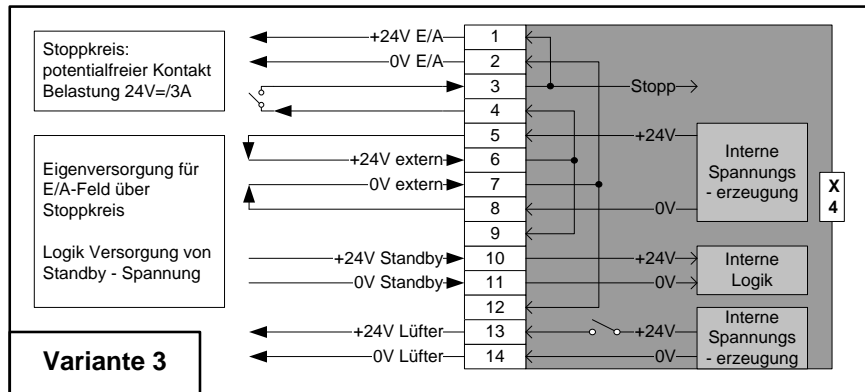 Stoppkreis:
potentialfreier Kontakt
Belastung 24V=/3A
Eigenversorgung für
E/A-Feld über
Stoppkreis
Logik Versorgung von
Standby - Spannung
Variante 3
+24V E/A
0V E/A
+24V extern
0V extern
+24V Standby
0V Standby
+24V Lüfter
0V Lüfter
1
2
3
4
5
6
7
8
9
10
11
12
13
14
Stopp
+24V
0V
+24V
0V
+24V
0V
Interne
Spannungs
- erzeugung
Interne
Logik
Interne
Spannungs
- erzeugung
X
4